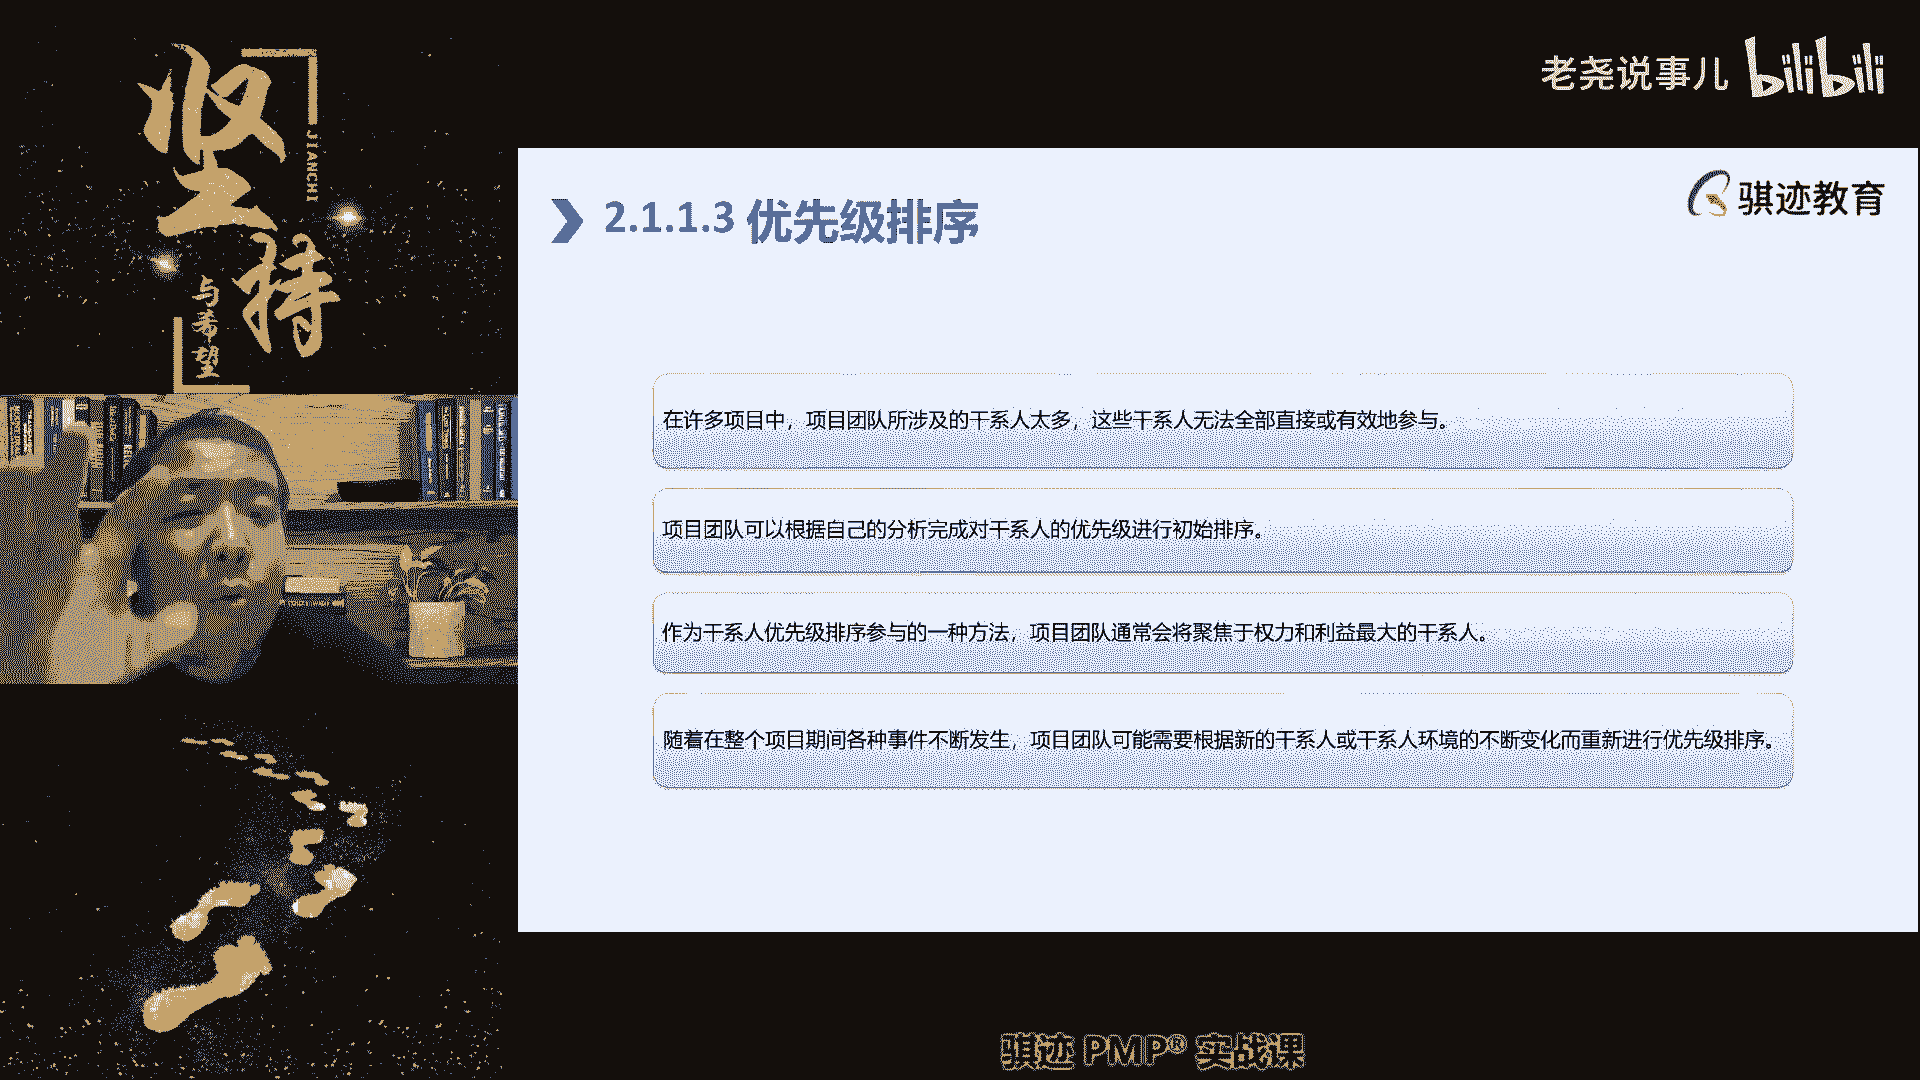 坚持
JIANCHI
与希望
老尧说事儿 bilibili
骐迹教育
2.1.1.3 优先级排序
在许多项目中，项目团队所涉及的干系人太多，这些干系人无法全部直接或有效地参与。
项目团队可以根据自己的分析完成对干系人的优先级进行初始排序。
作为干系人优先级排序参与的一种方法，项目团队通常会将聚焦于权力和利益最大的干系人。
随着在整个项目期间各种事件不断发生，项目团队可能需要根据新的干系人或干系人环境的不断变化而重新进行优先级排序。
骐迹 PMP® 实战课